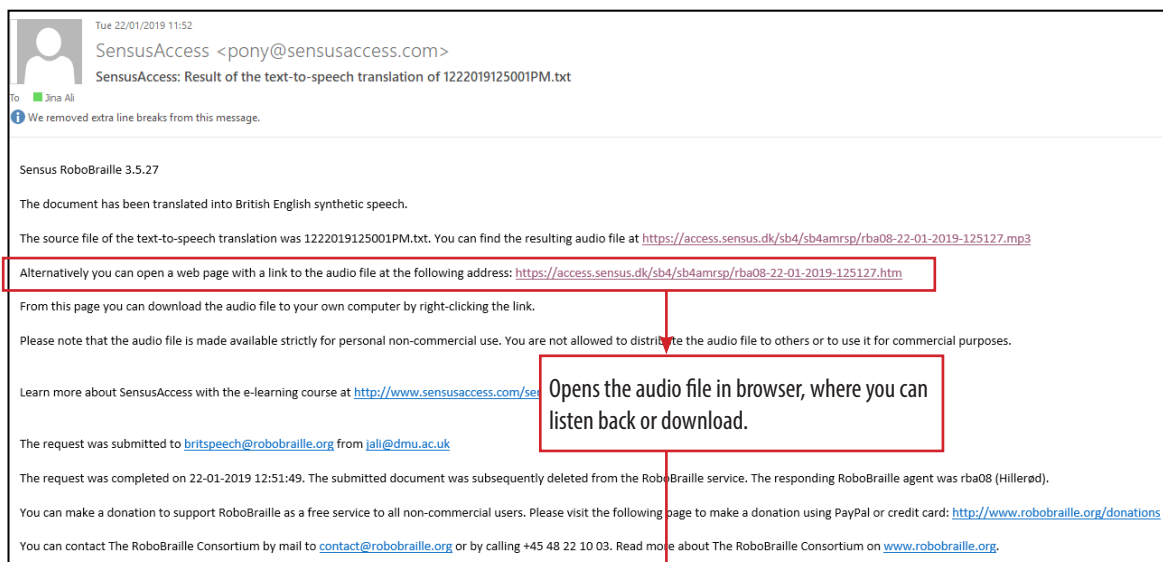 Tue 22/01/2019 11:52
SensusAccess <pony@sensusaccess.com>
SensusAccess: Result of the text-to-speech translation of 1222019125001PM.txt
To Jina Ali
We removed extra line breaks from this message.
Sensus RoboBraille 3.5.27
The document has been translated into British English synthetic speech.
The source file of the text-to-speech translation was 1222019125001PM.txt. You can find the resulting audio file at https://access.sensus.dk/sb4/sb4amrsp/rba08-22-01-2019-125127.mp3
Alternatively you can open a web page with a link to the audio file at the following address: https://access.sensus.dk/sb4/sb4amrsp/rba08-22-01-2019-125127.htm
From this page you can download the audio file to your own computer by right-clicking the link.
Please note that the audio file is made available strictly for personal non-commercial use. You are not allowed to distribute the audio file to others or to use it for commercial purposes.
Learn more about SensusAccess with the e-learning course at http://www.sensusaccess.com/se
Opens the audio file in browser, where you can
listen back or download.
The request was submitted to britspeech@robobraille.org from jali@dmu.ac.uk
The request was completed on 22-01-2019 12:51:49. The submitted document was subsequently deleted from the RoboBraille service. The responding RoboBraille agent was rba08 (Hillerød).
You can make a donation to support RoboBraille as a free service to all non-commercial users. Please visit the following page to make a donation using PayPal or credit card: http://www.robobraille.org/donations
You can contact The RoboBraille Consortium by mail to contact@robobraille.org or by calling +45 48 22 10 03. Read more about The RoboBraille Consortium on www.robobraille.org.